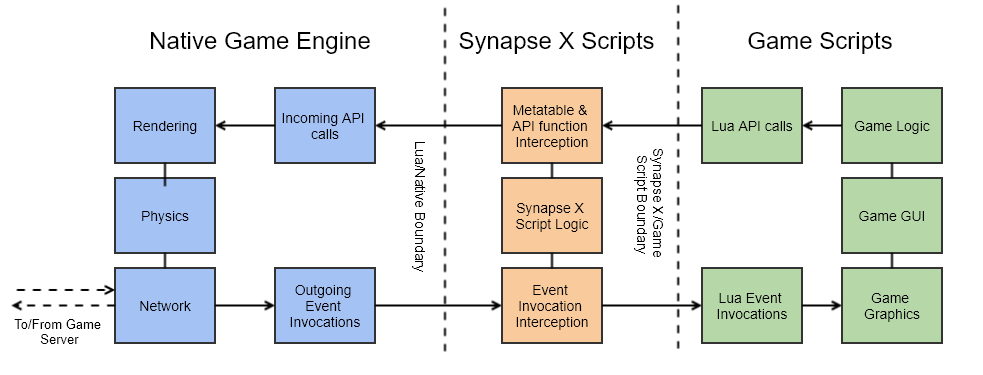 Native Game Engine
Synapse X Scripts
Game Scripts
Rendering
Incoming API
calls
Metatable &
API function
Interception
Lua API calls
Game Logic
Lua/Native Boundary
Synapse X/Game
Script Boundary
Physics
Synapse X
Script Logic
Game GUI
Network
Outgoing
Event
Invocations
Event
Invocation
Interception
Lua Event
Invocations
Game
Graphics
To/From Game
Server